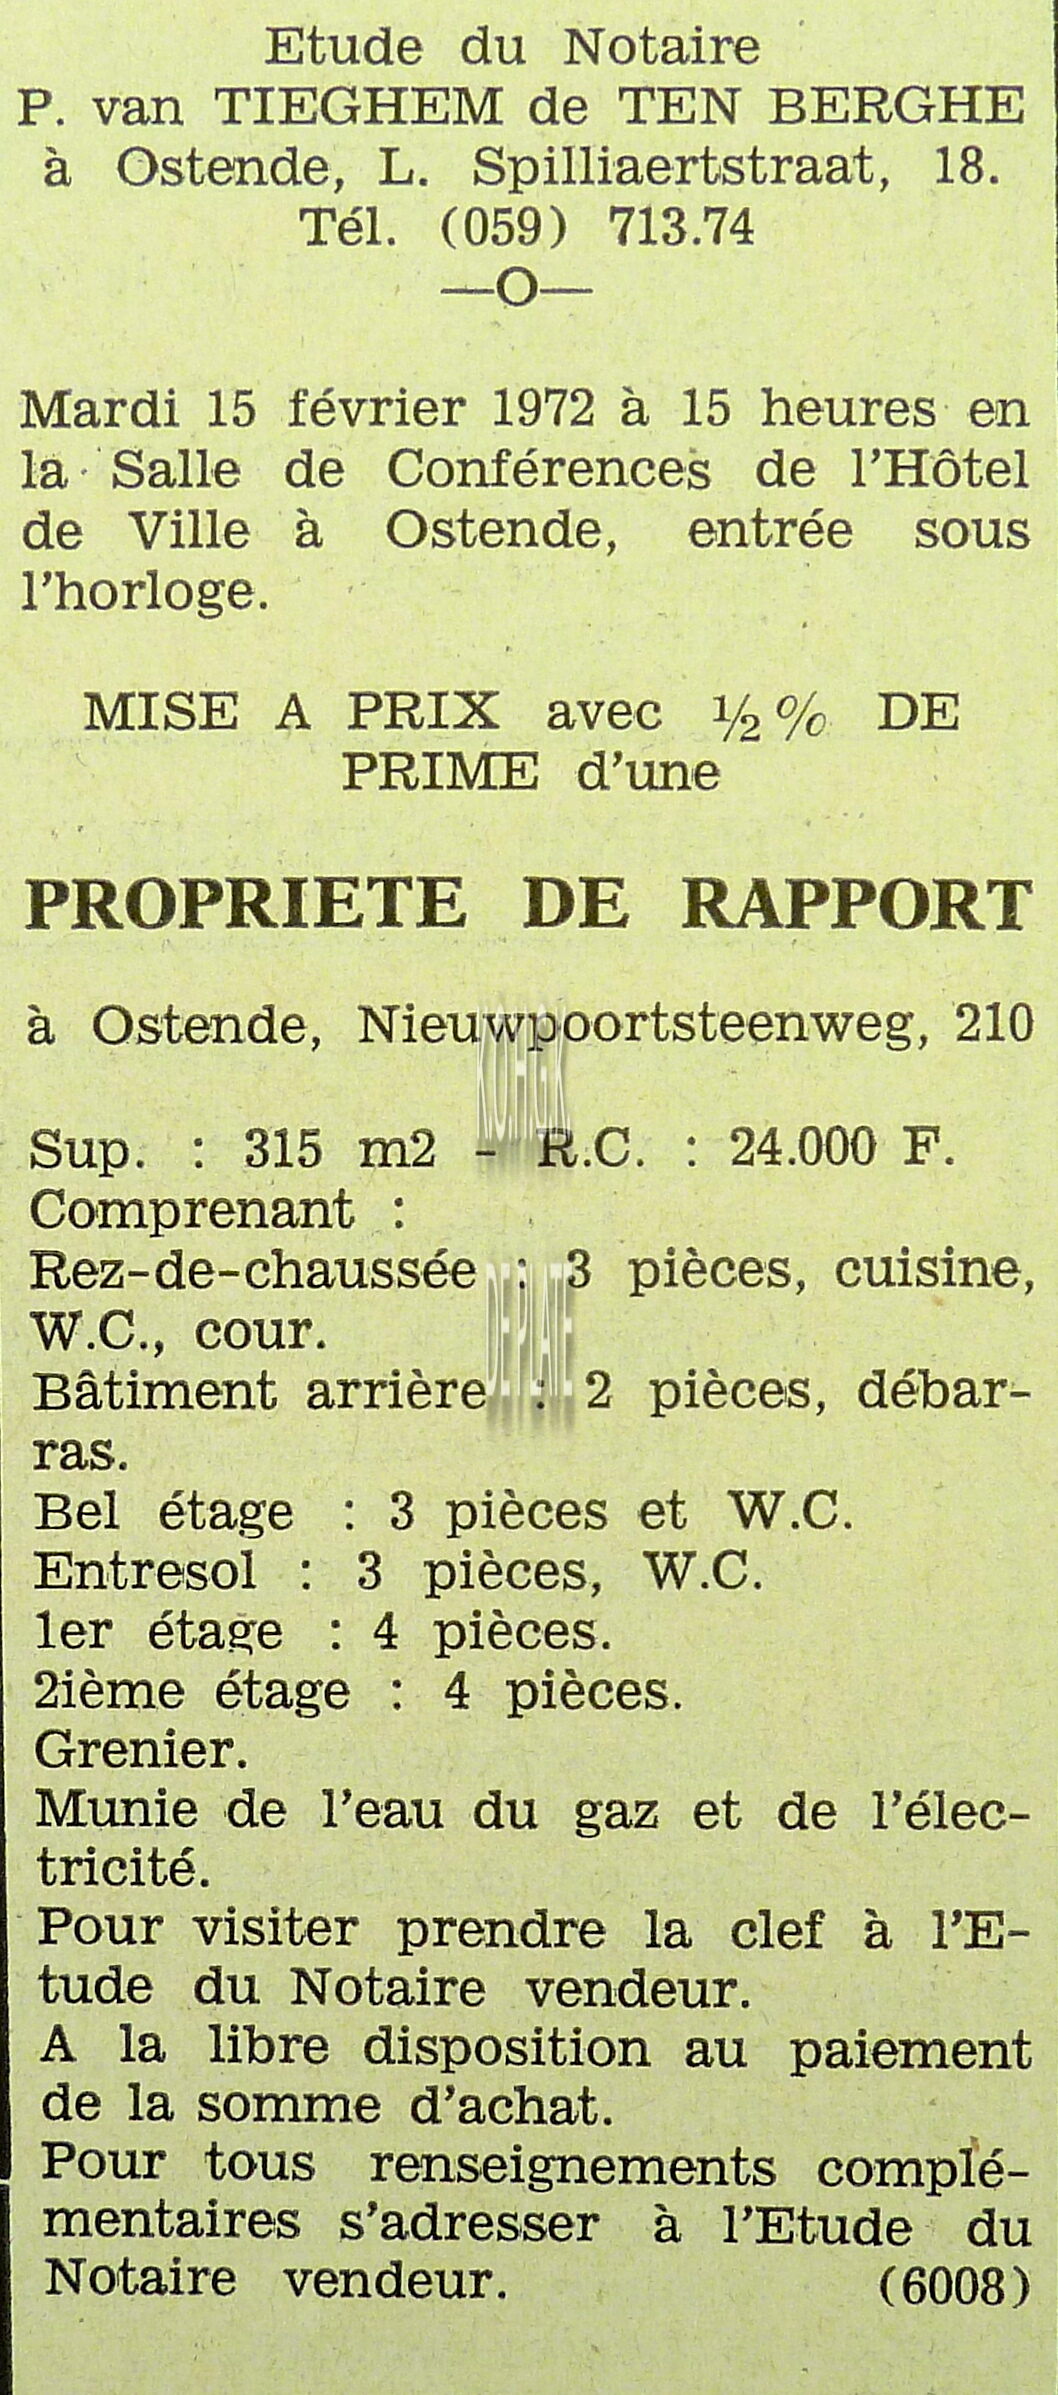 Etude du Notaire
P. van TIEGHEM de TEN BERGHE
à Ostende, L. Spilliaertstraat, 18.
Tél. (059) 713.74
—O—
Mardi 15 février 1972 à 15 heures en
la Salle de Conférences de l'Hôtel
de Ville à Ostende, entrée sous
l'horloge.
MISE A PRIX avec ½% DE
PRIME d'une
PROPRIETE DE RAPPORT
à Ostende, Nieuwpoortsteenweg, 210
KOHGK
Sup. : 315 m2 - R.C. : 24.000 F.
Comprenant :
Rez-de-chaussée : 3 pièces, cuisine,
W.C., cour.
DE PLATE
Bâtiment arrière : 2 pièces, débar-
ras.
Bel étage : 3 pièces et W.C.
Entresol : 3 pièces, W.C.
1er étage : 4 pièces.
2ième étage : 4 pièces.
Grenier.
Munie de l'eau du gaz et de l'élec-
tricité.
Pour visiter prendre la clef à l'E-
tude du Notaire vendeur.
A la libre disposition au paiement
de la somme d'achat.
Pour tous renseignements complé-
mentaires s'adresser à l'Etude du
Notaire vendeur. (6008)